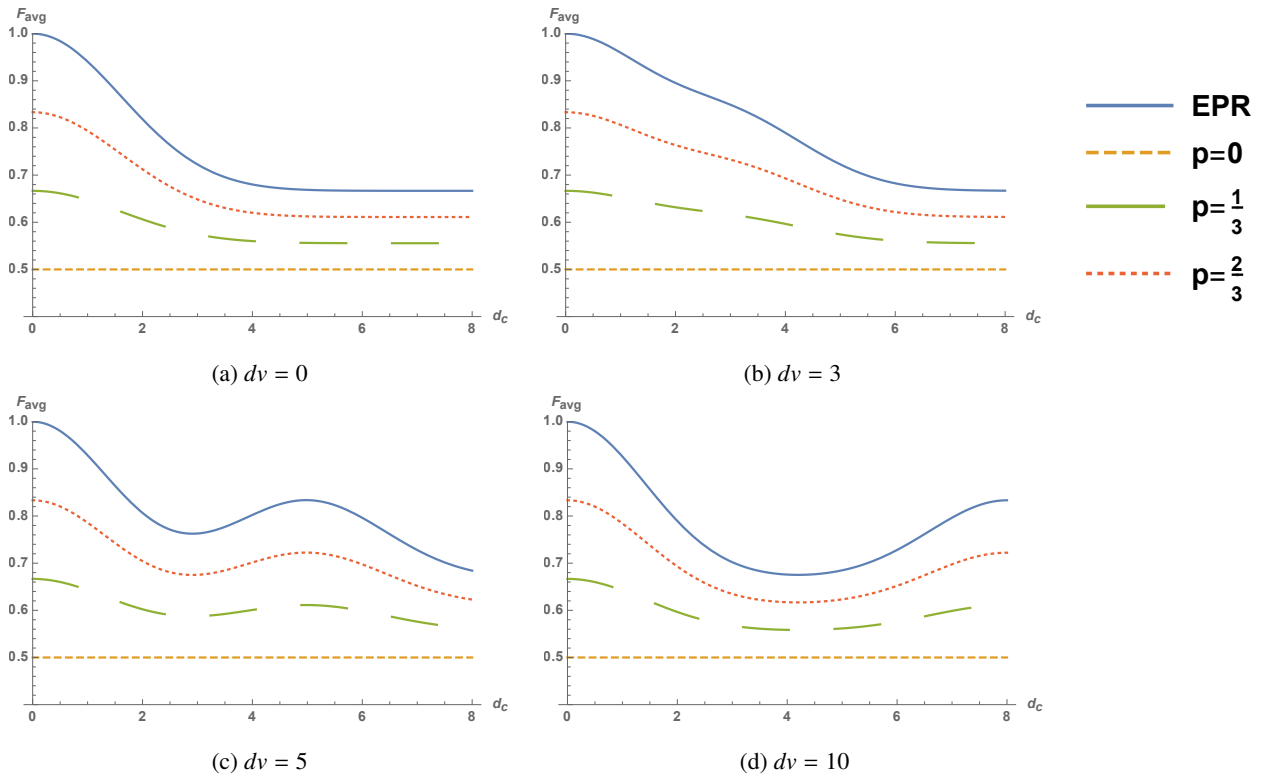 F_avg F_avg
1.0 1.0
0.9 0.9
0.8 0.8
0.7 0.7
0.6 0.6
0.5 0.5
0 2 4 6 8 d_c 0 2 4 6 8 d_c
(a) dv = 0 (b) dv = 3
EPR
p=0
p=1/3
p=2/3
F_avg F_avg
1.0 1.0
0.9 0.9
0.8 0.8
0.7 0.7
0.6 0.6
0.5 0.5
0 2 4 6 8 d_c 0 2 4 6 8 d_c
(c) dv = 5 (d) dv = 10